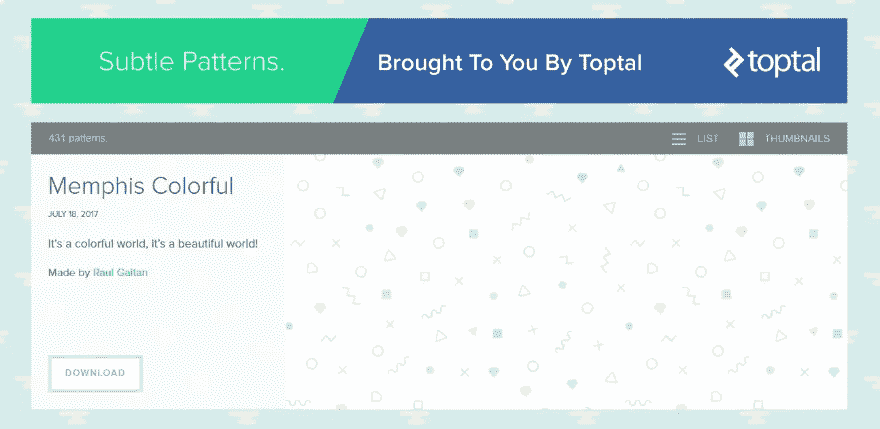 Subtle Patterns.
Brought To You By Toptal
toptal
431 patterns.
LIST
THUMBNAILS
Memphis Colorful
JULY 18, 2017
It's a colorful world, it's a beautiful world!
Made by Raul Gaitan
DOWNLOAD